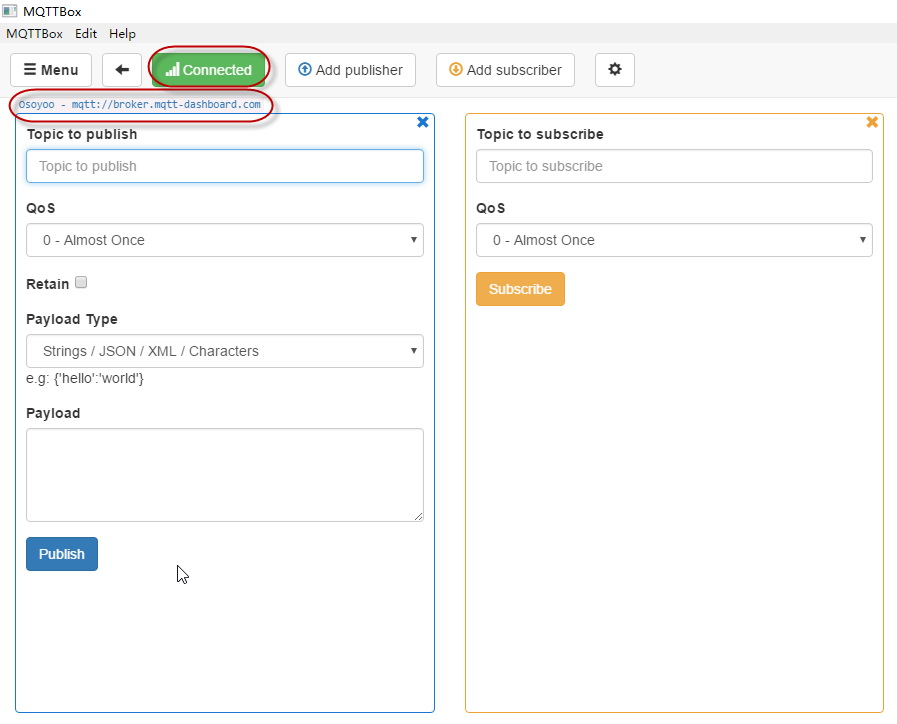 MQTTBox
MQTTBox Edit Help
Menu Connected Add publisher Add subscriber
Osoyoo - mqtt://broker.mqtt-dashboard.com
Topic to publish
Topic to publish
QoS
0 - Almost Once
Retain
Payload Type
Strings / JSON / XML / Characters
e.g: {'hello':'world'}
Payload
Publish
Topic to subscribe
Topic to subscribe
QoS
0 - Almost Once
Subscribe